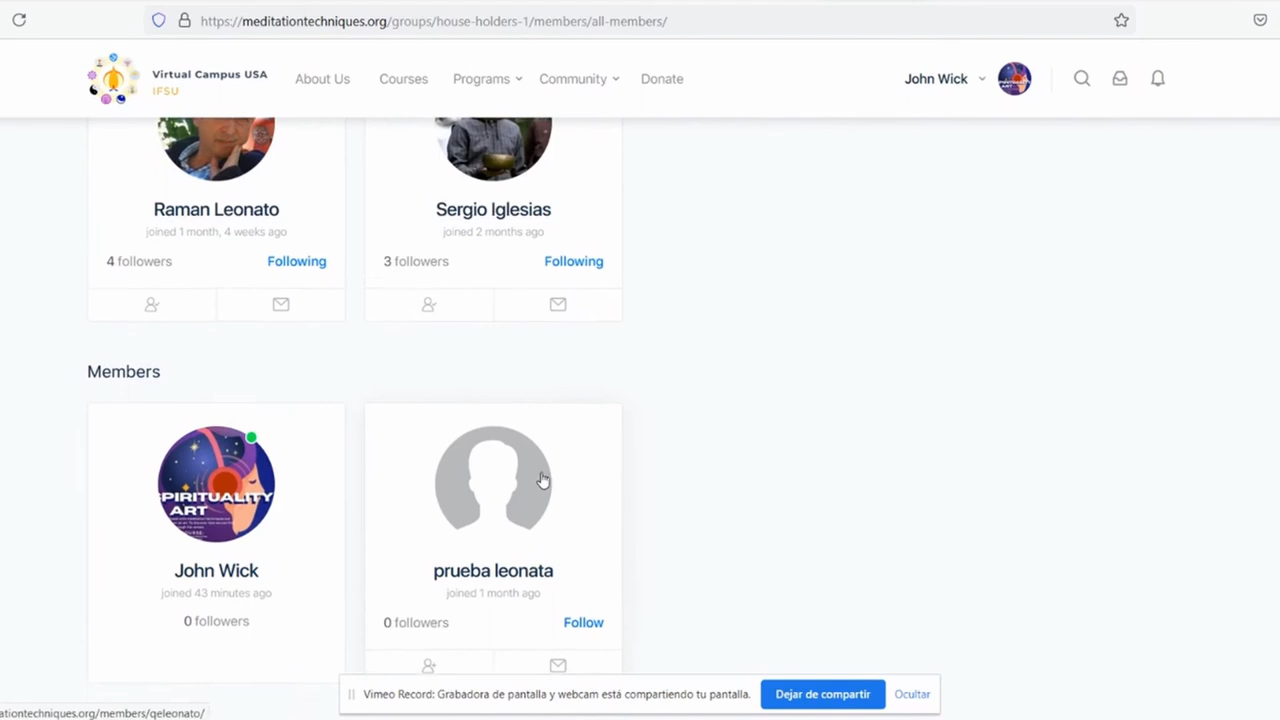 https://meditationtechniques.org/groups/house-holders-1/members/all-members/
Virtual Campus USA
IFSU
About Us Courses Programs Community Donate
John Wick
Raman Leonato
joined 1 month, 4 weeks ago
4 followers Following
Sergio Iglesias
joined 2 months ago
3 followers Following
Members
SPIRITUALITY
ART
John Wick
joined 43 minutes ago
0 followers
prueba leonata
joined 1 month ago
0 followers Follow
Vimeo Record: Grabadora de pantalla y webcam está compartiendo tu pantalla. Dejar de compartir Ocultar
ationtechniques.org/members/qeleonato/